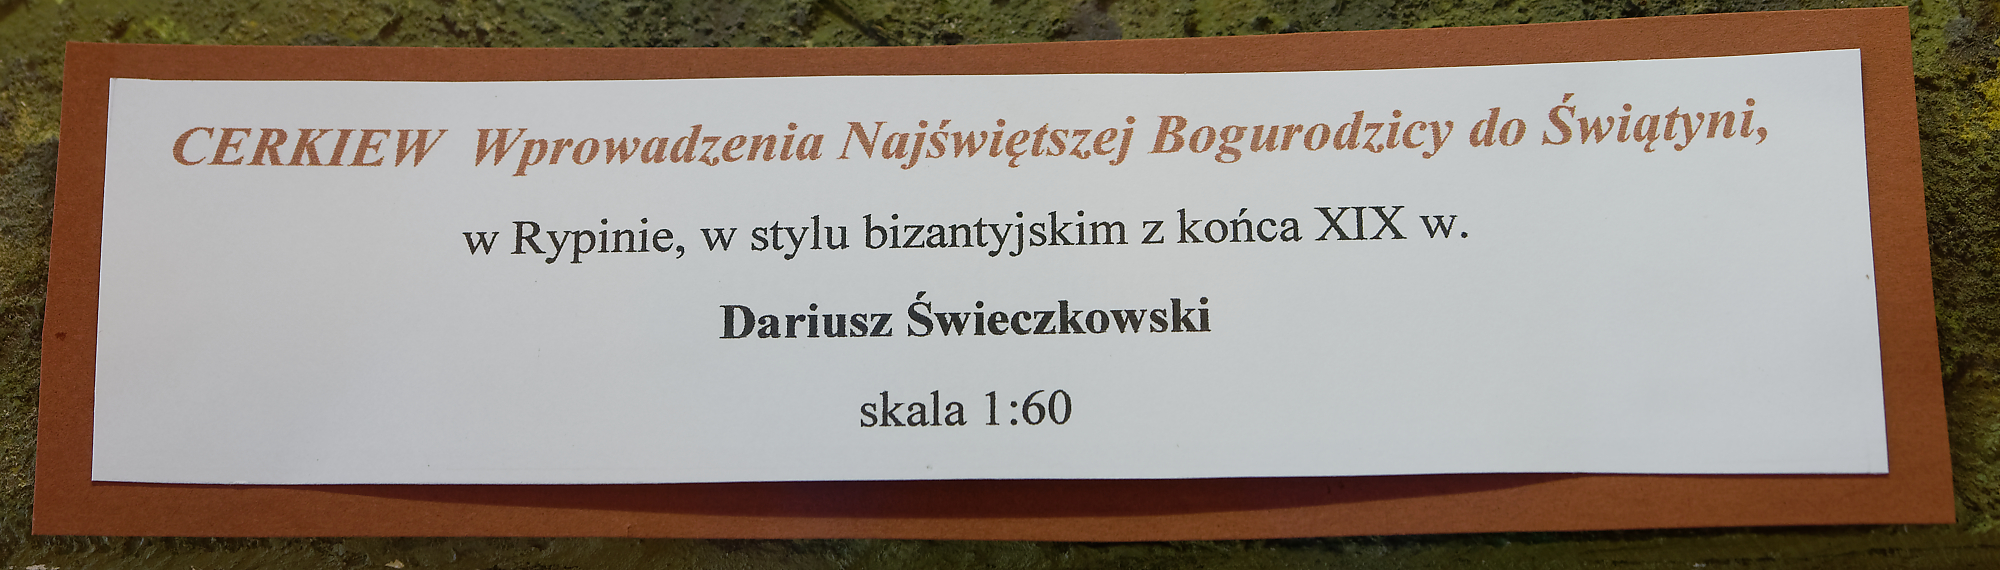 CERKIEW Wprowadzenia Najświętszej Bogurodzicy do Świątyni,
w Rypinie, w stylu bizantyjskim z końca XIX w.
Dariusz Świeczkowski
skala 1:60